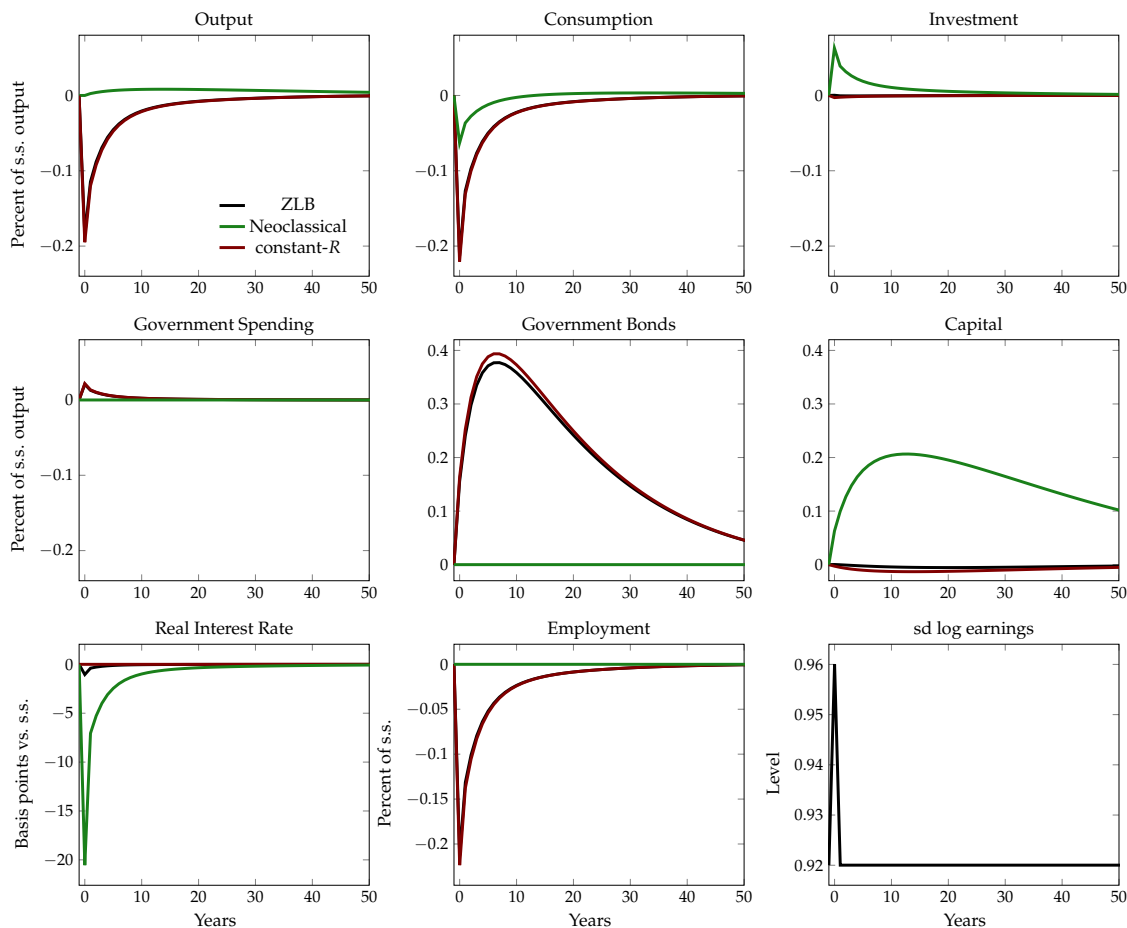 Output
Percent of s.s. output
0
−0.1
−0.2
ZLB
Neoclassical
constant-R
0 10 20 30 40 50
Consumption
0
−0.1
−0.2
0 10 20 30 40 50
Investment
0
−0.1
−0.2
0 10 20 30 40 50
Government Spending
Percent of s.s. output
0
−0.1
−0.2
0 10 20 30 40 50
Government Bonds
0.4
0.3
0.2
0.1
0
0 10 20 30 40 50
Capital
0.4
0.2
0
0 10 20 30 40 50
Real Interest Rate
Basis points vs. s.s.
0
−5
−10
−15
−20
0 10 20 30 40 50
Years
Employment
Percent of s.s.
0
−0.05
−0.1
−0.15
−0.2
0 10 20 30 40 50
Years
sd log earnings
Level
0.96
0.95
0.94
0.93
0.92
0 10 20 30 40 50
Years